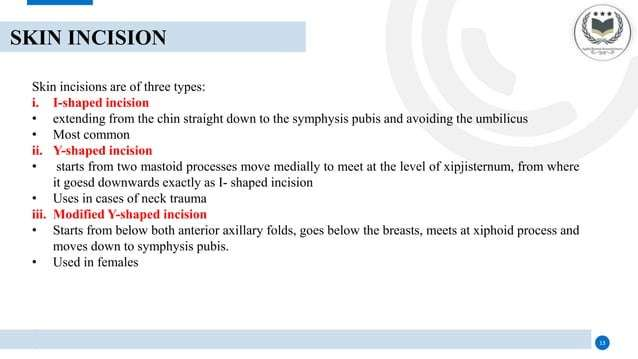 SKIN INCISION
Skin incisions are of three types:
i. I-shaped incision
• extending from the chin straight down to the symphysis pubis and avoiding the umbilicus
• Most common
ii. Y-shaped incision
• starts from two mastoid processes move medially to meet at the level of xipjisternum, from where
it goesd downwards exactly as I- shaped incision
• Uses in cases of neck trauma
iii. Modified Y-shaped incision
• Starts from below both anterior axillary folds, goes below the breasts, meets at xiphoid process and
moves down to symphysis pubis.
• Used in females
13